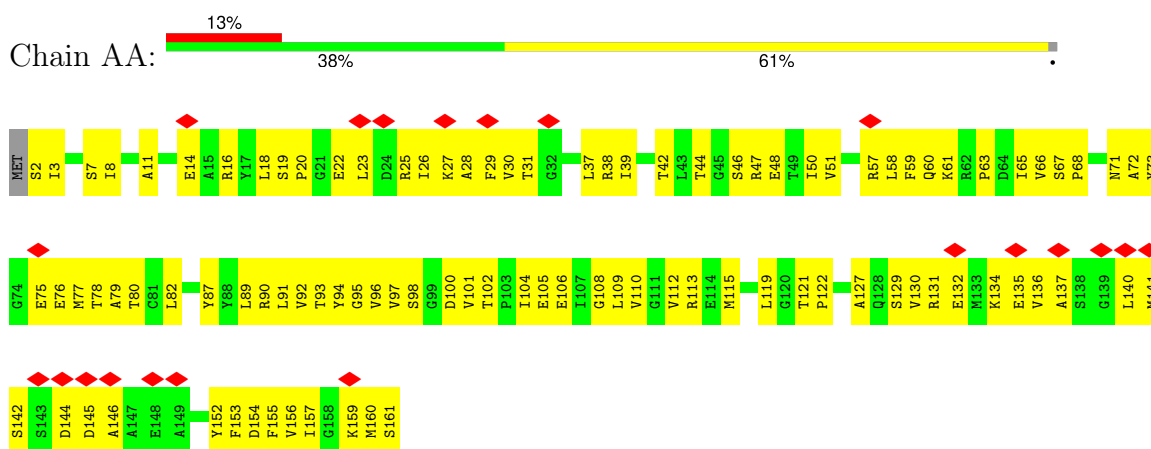 13%
Chain AA:
38% 61% •
MET S2 I3 S7 I8 A11 E14 A15 R16 Y17 L18 S19 P20 G21 E22 L23 D24 R25 I26 K27 A28 F29 V30 T31 G32 L37 R38 I39 T42 L43 T44 G45 S46 R47 E48 T49 I50 V51 R57 L58 F59 Q60 K61 R62 P63 D64 I65 V66 S67 P68 N71 A72
G74 E75 E76 M77 T78 A79 T80 C81 L82 Y87 Y88 L89 R90 L91 V92 T93 Y94 G95 V96 V97 S98 G99 D100 V101 T102 P103 I104 E105 E106 I107 G108 L109 V110 G111 V112 R113 E114 M115 L119 G120 T121 P122 A127 Q128 S129 V130 R131 E132 M133 K134 E135 V136 A137 S138 G139 L140
S142 S143 D144 D145 A146 A147 E148 A149 Y152 F153 D154 F155 V156 I157 G158 K159 M160 S161